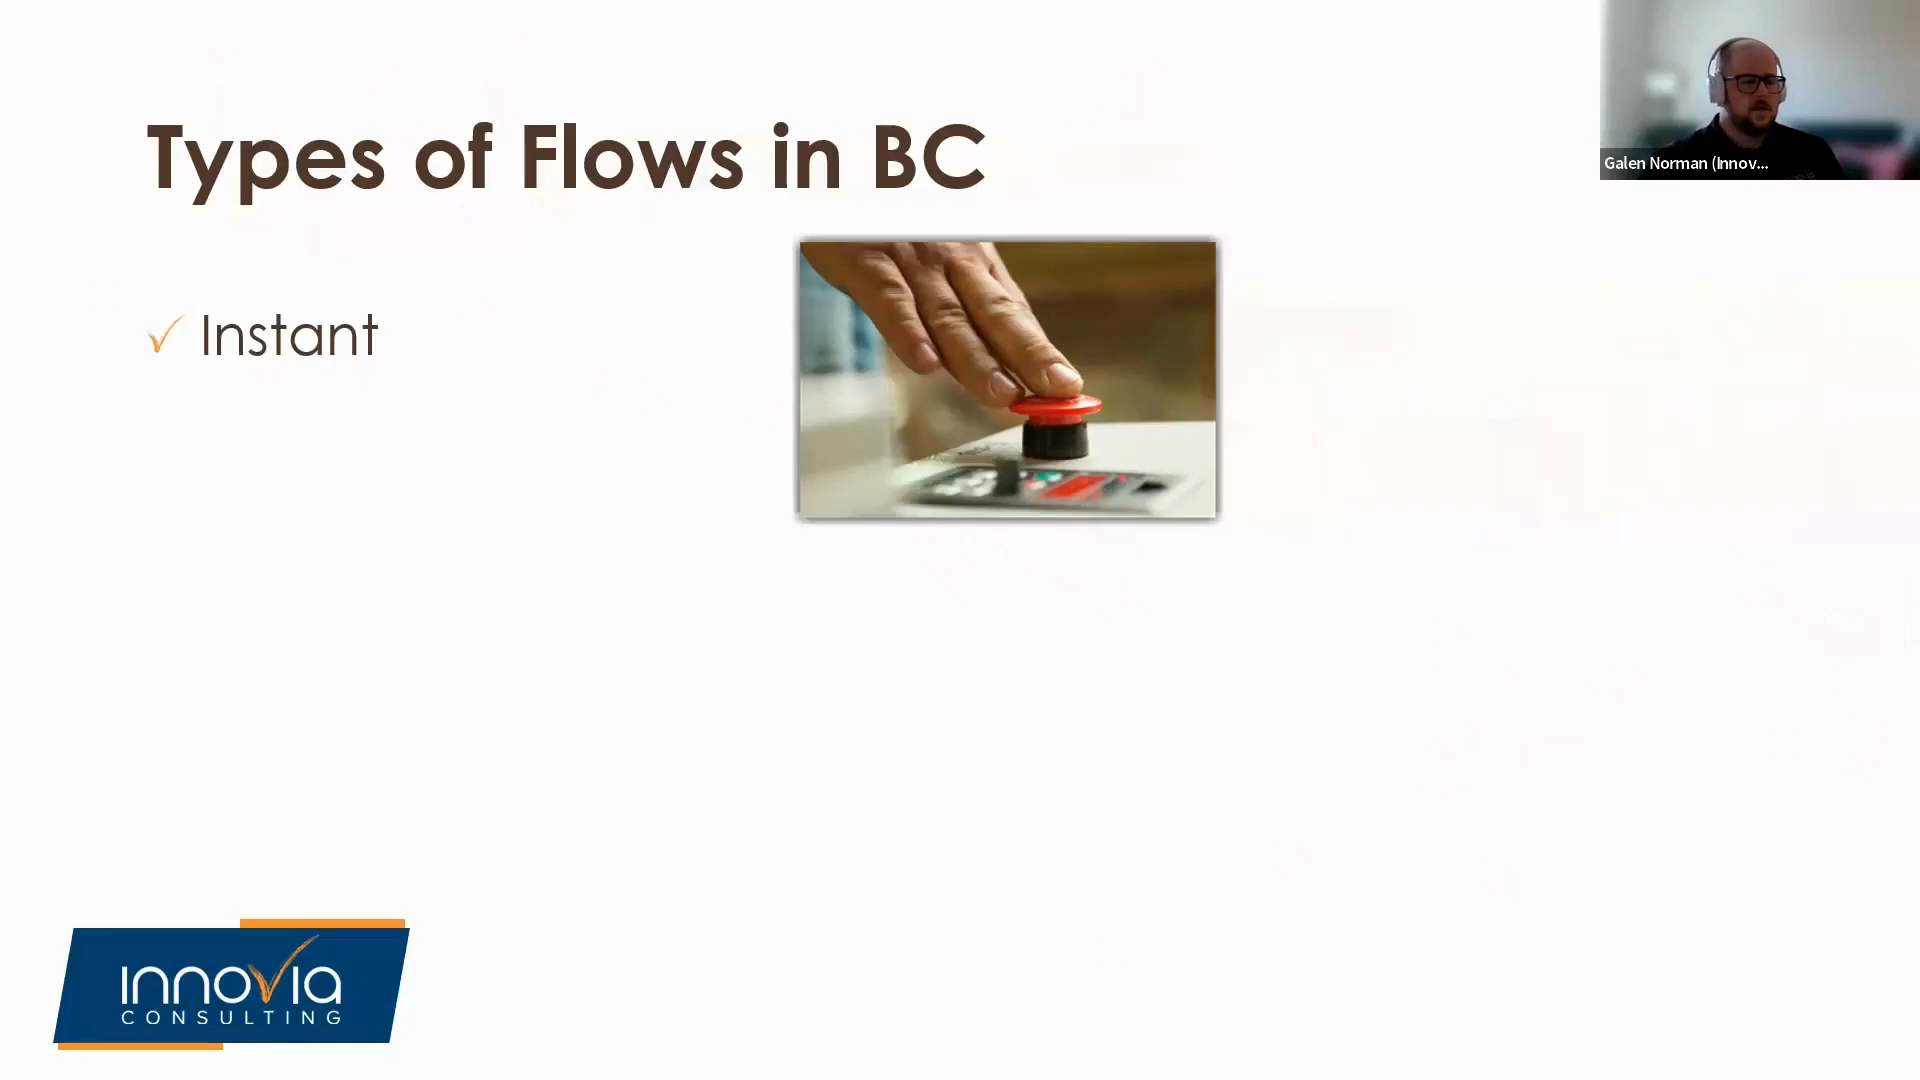 Types of Flows in BC
Galen Norman (Innov...
Instant
innovia
CONSULTING